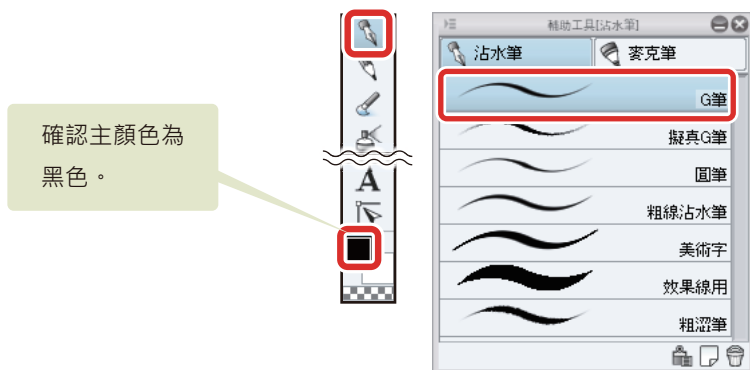 輔助工具[沾水筆]
沾水筆
麥克筆
G筆
擬真G筆
圓筆
粗線沾水筆
美術字
效果線用
粗澀筆
確認主顏色為
黑色。
A